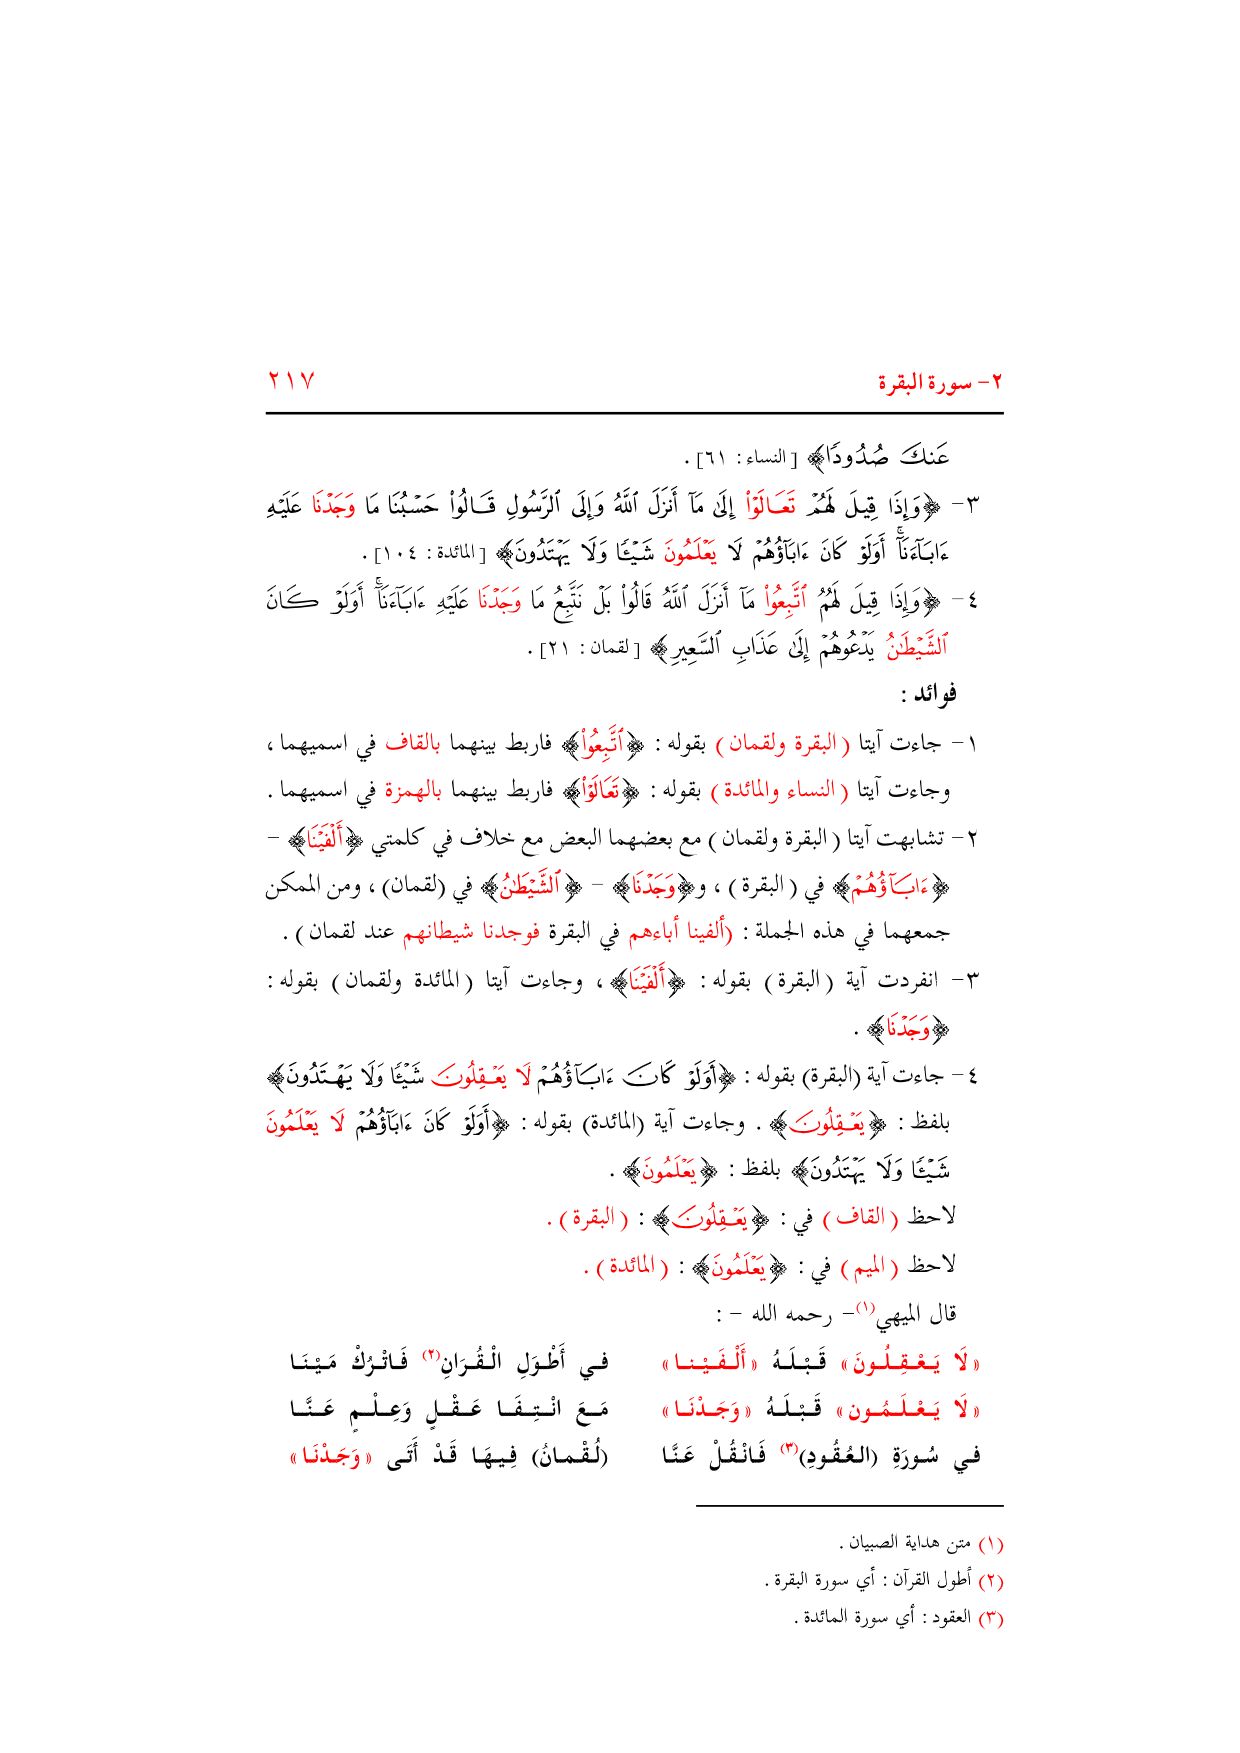 ٢- سورة البقرة ٢١٧
عَنكَ صُدُودٗا﴾ [النساء: ٦١] .
٣- ﴿وَإِذَا قِيلَ لَهُمۡ تَعَالَوۡاْ إِلَىٰ مَآ أَنزَلَ ٱللَّهُ وَإِلَى ٱلرَّسُولِ قَالُواْ حَسۡبُنَا مَا وَجَدۡنَا عَلَيۡهِ
ءَابَآءَنَآۚ أَوَلَوۡ كَانَ ءَابَآؤُهُمۡ لَا يَعۡلَمُونَ شَيۡـٔٗا وَلَا يَهۡتَدُونَ﴾ [المائدة: ١٠٤] .
٤- ﴿وَإِذَا قِيلَ لَهُمُ ٱتَّبِعُواْ مَآ أَنزَلَ ٱللَّهُ قَالُواْ بَلۡ نَتَّبِعُ مَا وَجَدۡنَا عَلَيۡهِ ءَابَآءَنَآۚ أَوَلَوۡ كَانَ
ٱلشَّيۡطَٰنُ يَدۡعُوهُمۡ إِلَىٰ عَذَابِ ٱلسَّعِيرِ﴾ [لقمان: ٢١] .
فوائد :
١- جاءت آيتا (البقرة ولقمان) بقوله: ﴿ٱتَّبِعُواْ﴾ فاربط بينهما بالقاف في اسميهما،
وجاءت آيتا (النساء والمائدة) بقوله: ﴿تَعَالَوۡاْ﴾ فاربط بينهما بالهمزة في اسميهما.
٢- تشابهت آيتا (البقرة ولقمان) مع بعضهما البعض مع خلاف في كلمتي ﴿أَلۡفَيۡنَا﴾ -
﴿ءَابَآؤُهُمۡ﴾ في (البقرة)، و﴿وَجَدۡنَا﴾ - ﴿ٱلشَّيۡطَٰنُ﴾ في (لقمان)، ومن الممكن
جمعهما في هذه الجملة: (ألفينا أباءهم في البقرة فوجدنا شيطانهم عند لقمان) .
٣- انفردت آية (البقرة) بقوله: ﴿أَلۡفَيۡنَا﴾، وجاءت آيتا (المائدة ولقمان) بقوله:
﴿وَجَدۡنَا﴾ .
٤- جاءت آية (البقرة) بقوله: ﴿أَوَلَوۡ كَانَ ءَابَآؤُهُمۡ لَا يَعۡقِلُونَ شَيۡـٔٗا وَلَا يَهۡتَدُونَ﴾
بلفظ: ﴿يَعۡقِلُونَ﴾ . وجاءت آية (المائدة) بقوله: ﴿أَوَلَوۡ كَانَ ءَابَآؤُهُمۡ لَا يَعۡلَمُونَ
شَيۡـٔٗا وَلَا يَهۡتَدُونَ﴾ بلفظ: ﴿يَعۡلَمُونَ﴾ .
لاحظ (القاف) في: ﴿يَعۡقِلُونَ﴾: (البقرة) .
لاحظ (الميم) في: ﴿يَعۡلَمُونَ﴾: (المائدة) .
قال الميهي(١)- رحمه الله - :
«لَا يَعْقِلُونَ» قَبْلَهُ «أَلْفَيْنا» في أَطْوَلِ الْقُرَانِ(٢) فَاتْرُكْ مَيْنَا
«لَا يَعْلَمُون» قَبْلَهُ «وَجَدْنَا» مَعَ انْتِفَا عَقْلٍ وَعِلْمٍ عَنَّا
في سُورَةِ (العُقُودِ)(٣) فَانْقُلْ عَنَّا (لُقْمانُ) فِيهَا قَدْ أَتَى «وَجَدْنَا»
(١) متن هداية الصبيان .
(٢) أطول القرآن : أي سورة البقرة .
(٣) العقود : أي سورة المائدة .